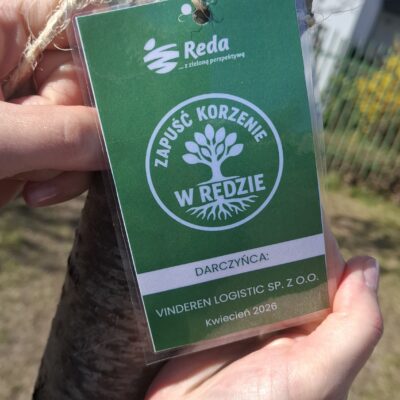 Reda
... z zieloną perspektywą
ZAPUŚĆ KORZENIE
W REDZIE
DARCZYŃCA:
VINDEREN LOGISTIC SP. Z O.O.
Kwiecień 2026